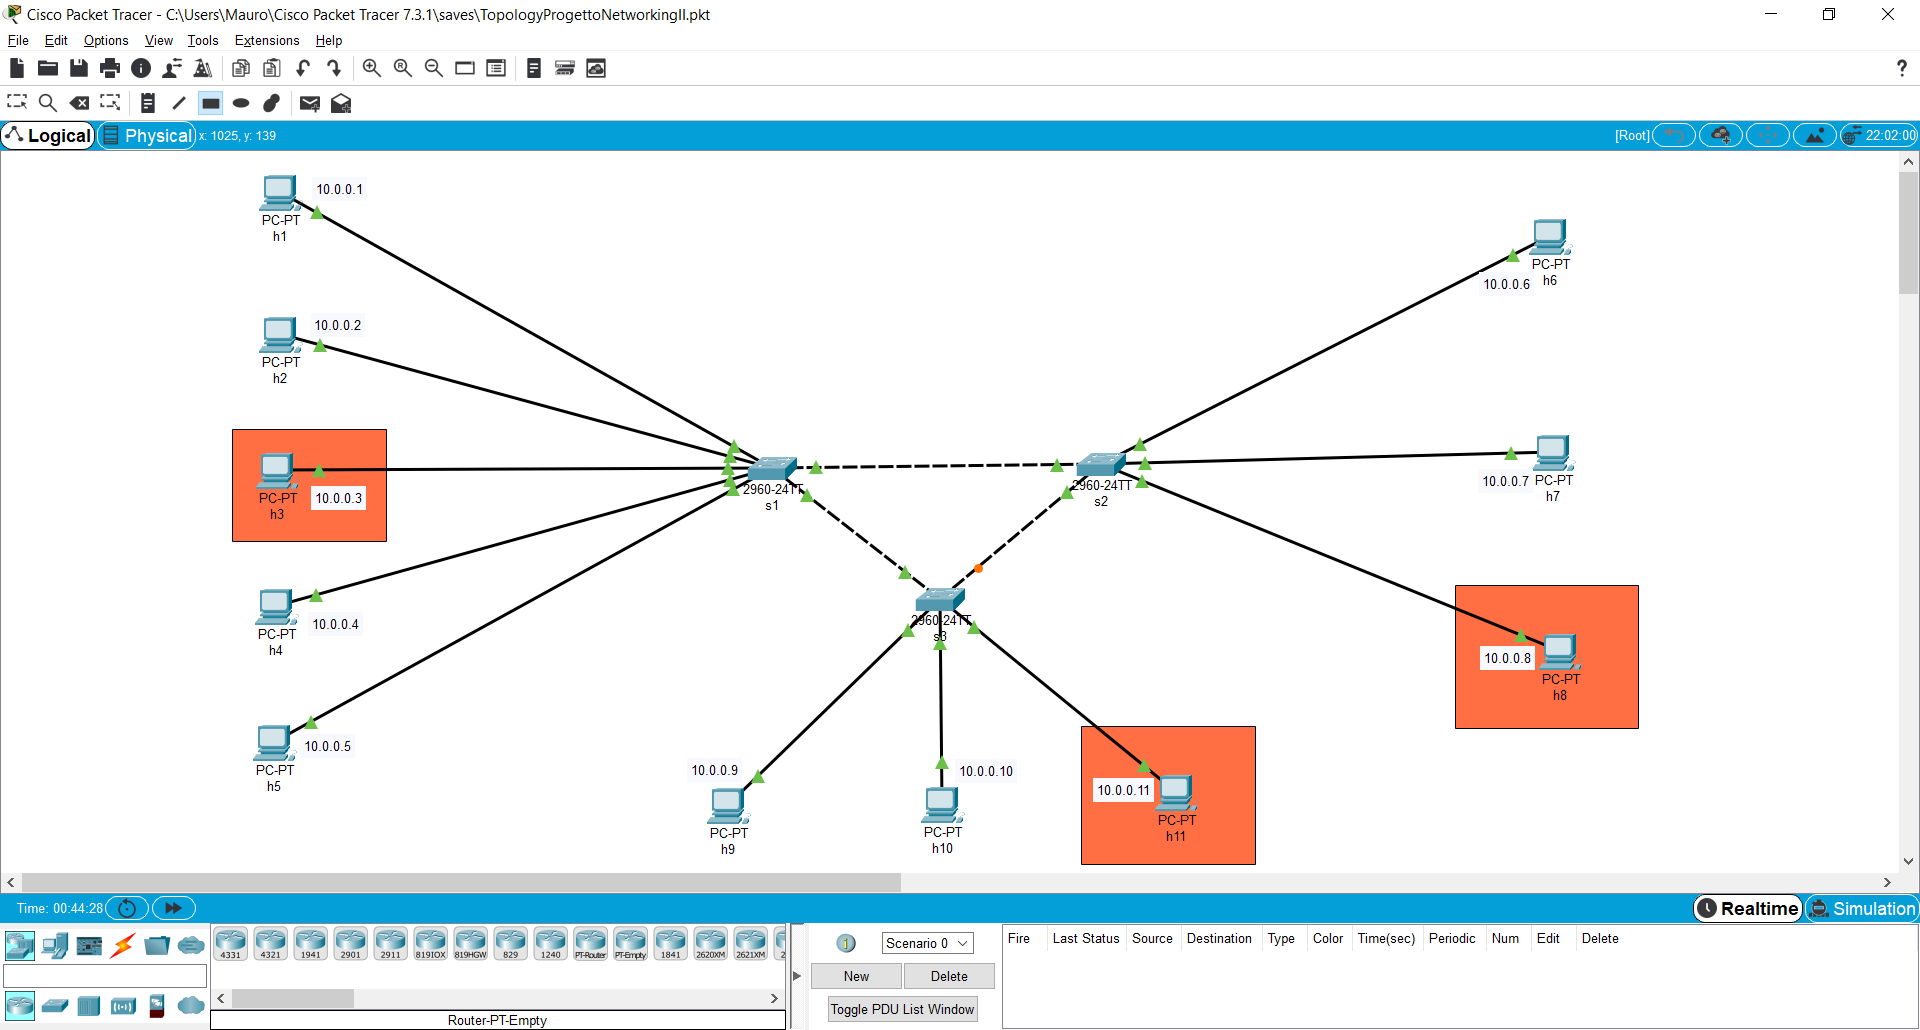 Cisco Packet Tracer - C:\Users\Mauro\Cisco Packet Tracer 7.3.1\saves\TopologyProgettoNetworkingII.pkt
File Edit Options View Tools Extensions Help
Logical Physical x: 1025, y: 139 [Root] 22:02:00
10.0.0.1
PC-PT
h1
10.0.0.2
PC-PT
h2
10.0.0.3
PC-PT
h3
10.0.0.4
PC-PT
h4
10.0.0.5
PC-PT
h5
2960-24TT
s1
2960-24TT
s2
2960-24TT
s3
10.0.0.6
PC-PT
h6
10.0.0.7
PC-PT
h7
10.0.0.8
PC-PT
h8
10.0.0.9
PC-PT
h9
10.0.0.10
PC-PT
h10
10.0.0.11
PC-PT
h11
Time: 00:44:28 Realtime Simulation
4331 4321 1941 2901 2911 819IOX 819HGW 829 1240 PT-Router PT-Empty 1841 2620XM 2621XM 2
Router-PT-Empty
Scenario 0
New Delete
Toggle PDU List Window
Fire Last Status Source Destination Type Color Time(sec) Periodic Num Edit Delete